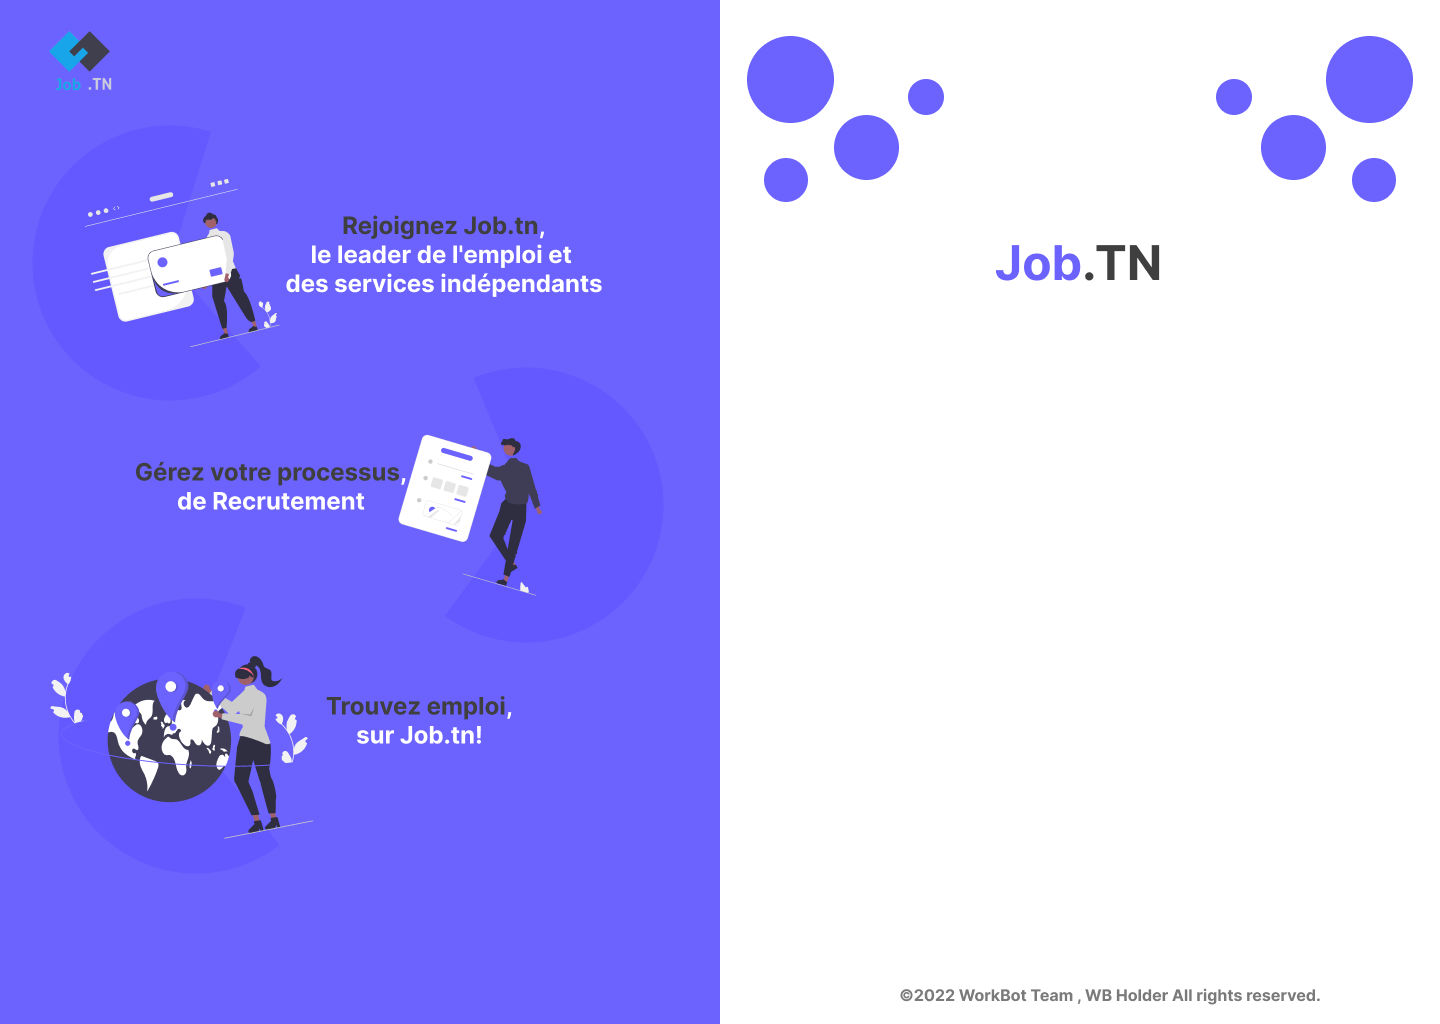 Job .TN
Rejoignez Job.tn,
le leader de l'emploi et
des services indépendants
Gérez votre processus,
de Recrutement
Trouvez emploi,
sur Job.tn!
Job.TN
©2022 WorkBot Team , WB Holder All rights reserved.